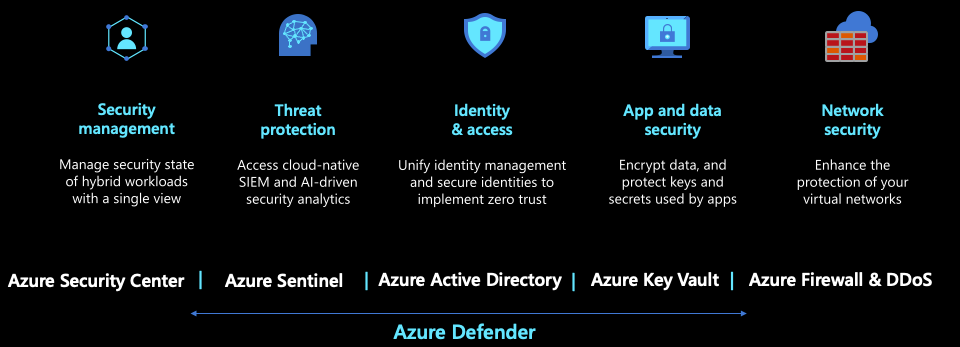 Security
management
Threat
protection
Identity
& access
App and data
security
Network
security
Manage security state
of hybrid workloads
with a single view
Access cloud-native
SIEM and AI-driven
security analytics
Unify identity management
and secure identities to
implement zero trust
Encrypt data, and
protect keys and
secrets used by apps
Enhance the
protection of your
virtual networks
Azure Security Center | Azure Sentinel | Azure Active Directory | Azure Key Vault | Azure Firewall & DDoS
Azure Defender